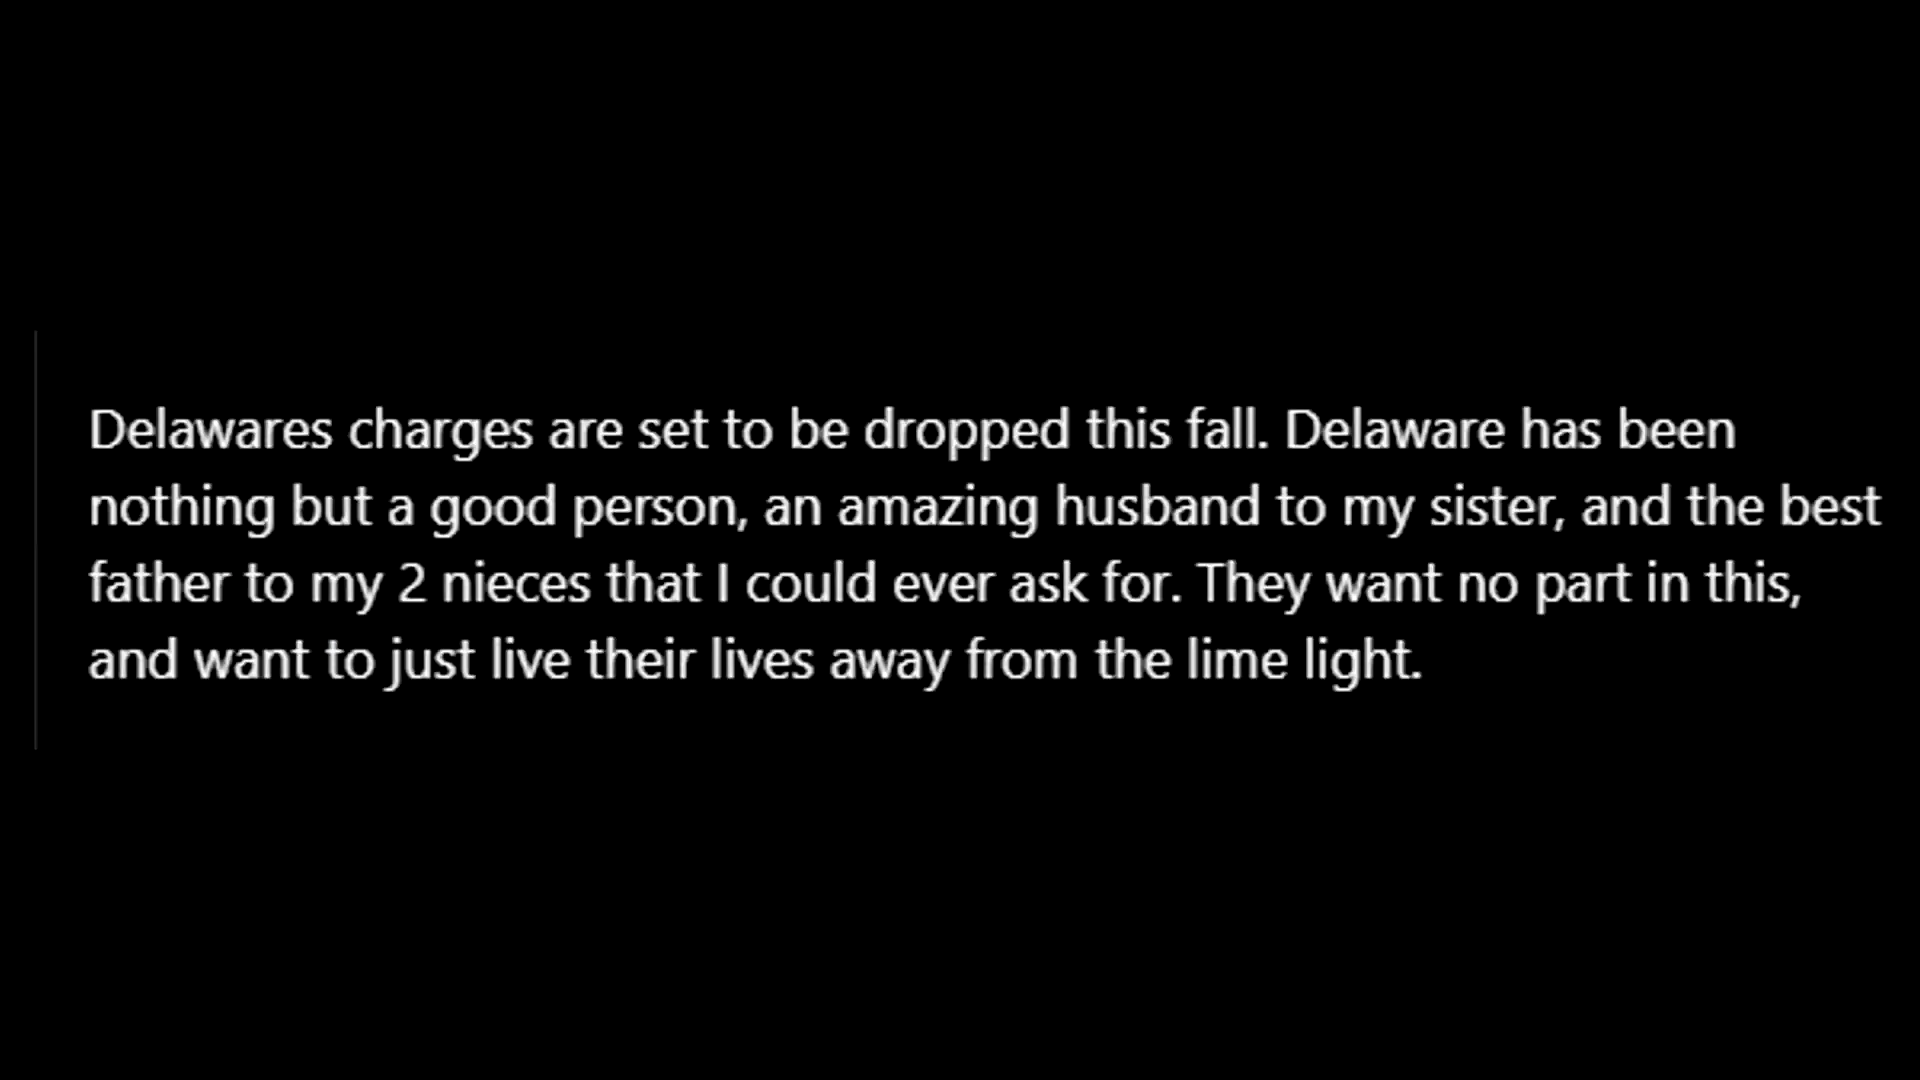 Delawares charges are set to be dropped this fall. Delaware has been
nothing but a good person, an amazing husband to my sister, and the best
father to my 2 nieces that I could ever ask for. They want no part in this,
and want to just live their lives away from the lime light.